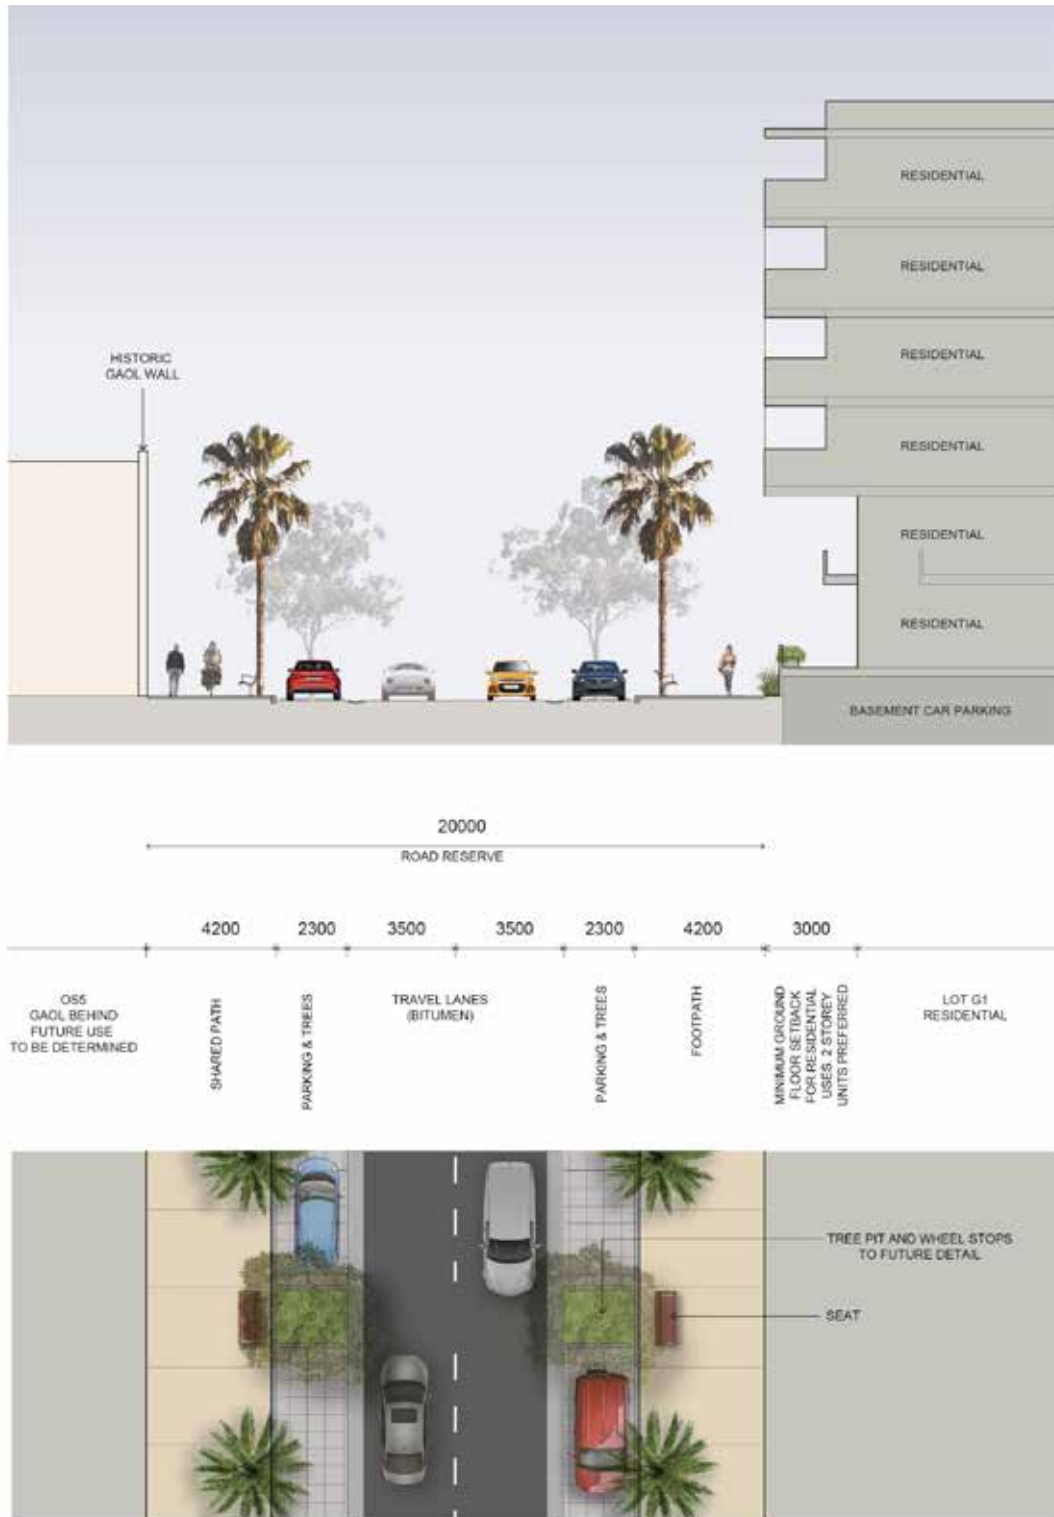 RESIDENTIAL
RESIDENTIAL
RESIDENTIAL
HISTORIC
GAOL WALL
RESIDENTIAL
RESIDENTIAL
RESIDENTIAL
BASEMENT CAR PARKING
20000
ROAD RESERVE
4200
2300
3500
3500
2300
4200
3000
OS5
GAOL BEHIND
FUTURE USE
TO BE DETERMINED
SHARED PATH
PARKING & TREES
TRAVEL LANES
(BITUMEN)
PARKING & TREES
FOOTPATH
MINIMUM GROUND
FLOOR SETBACK
FOR RESIDENTIAL
USES 2 STOREY
UNITS PREFERRED
LOT G1
RESIDENTIAL
TREE PIT AND WHEEL STOPS
TO FUTURE DETAIL
SEAT